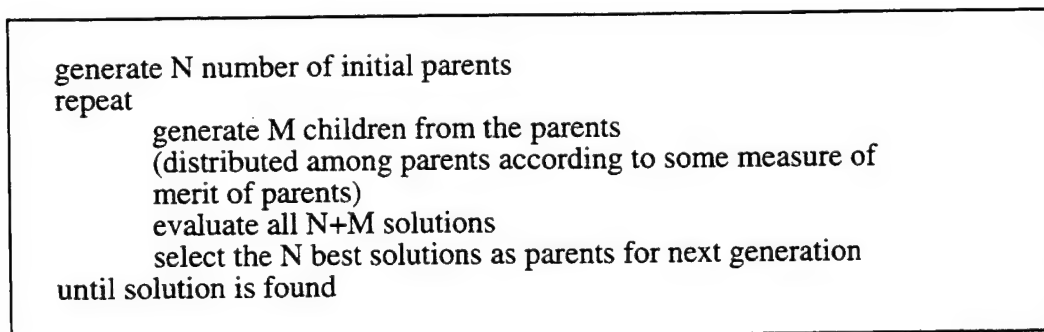 generate N number of initial parents
repeat
generate M children from the parents
(distributed among parents according to some measure of
merit of parents)
evaluate all N+M solutions
select the N best solutions as parents for next generation
until solution is found